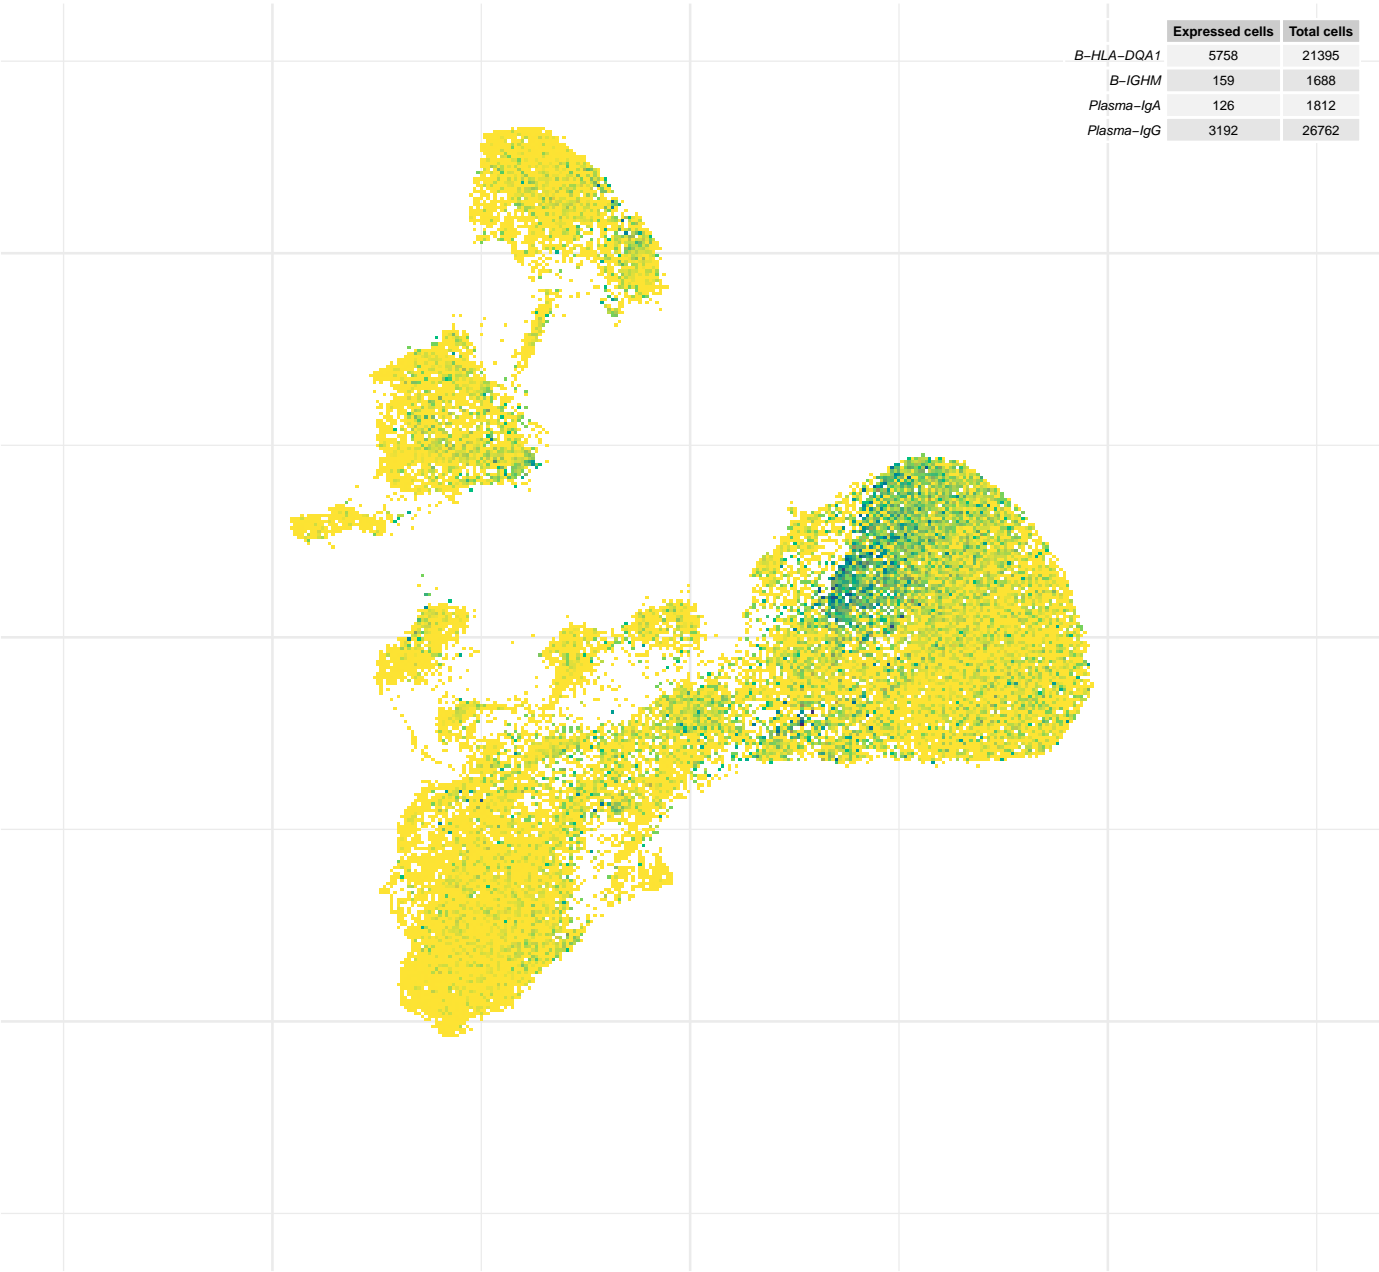 Expressed cells Total cells
B−HLA−DQA1 5758 21395
B−IGHM 159 1688
Plasma−IgA 126 1812
Plasma−IgG 3192 26762